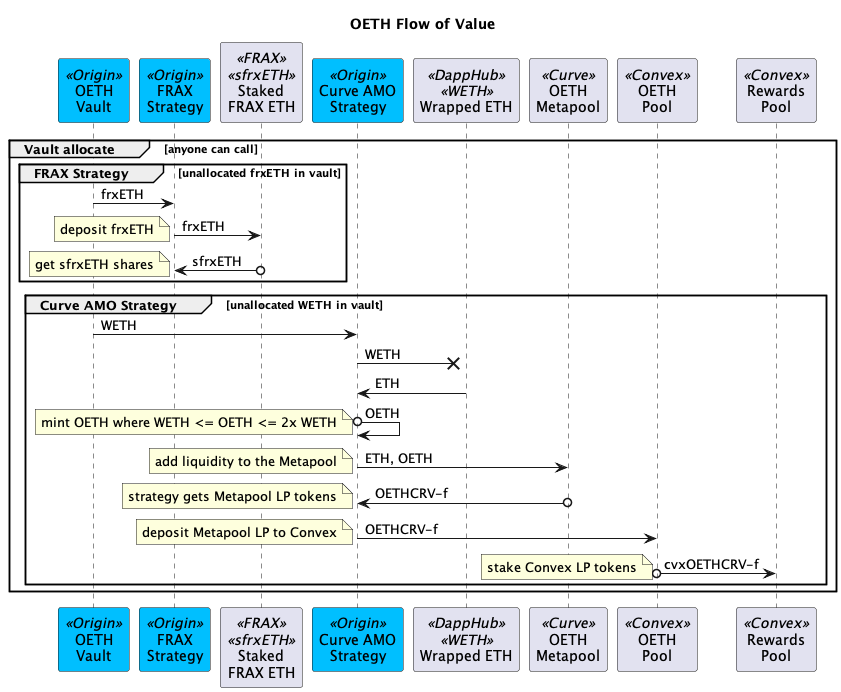 OETH Flow of Value
«Origin»
OETH
Vault
«Origin»
FRAX
Strategy
«FRAX»
«sfrxETH»
Staked
FRAX ETH
«Origin»
Curve AMO
Strategy
«DappHub»
«WETH»
Wrapped ETH
«Curve»
OETH
Metapool
«Convex»
OETH
Pool
«Convex»
Rewards
Pool
Vault allocate [anyone can call]
FRAX Strategy [unallocated frxETH in vault]
frxETH
deposit frxETH frxETH
get sfrxETH shares sfrxETH
Curve AMO Strategy [unallocated WETH in vault]
WETH
WETH
ETH
mint OETH where WETH <= OETH <= 2x WETH OETH
add liquidity to the Metapool ETH, OETH
strategy gets Metapool LP tokens OETHCRV-f
deposit Metapool LP to Convex OETHCRV-f
stake Convex LP tokens cvxOETHCRV-f
«Origin»
OETH
Vault
«Origin»
FRAX
Strategy
«FRAX»
«sfrxETH»
Staked
FRAX ETH
«Origin»
Curve AMO
Strategy
«DappHub»
«WETH»
Wrapped ETH
«Curve»
OETH
Metapool
«Convex»
OETH
Pool
«Convex»
Rewards
Pool